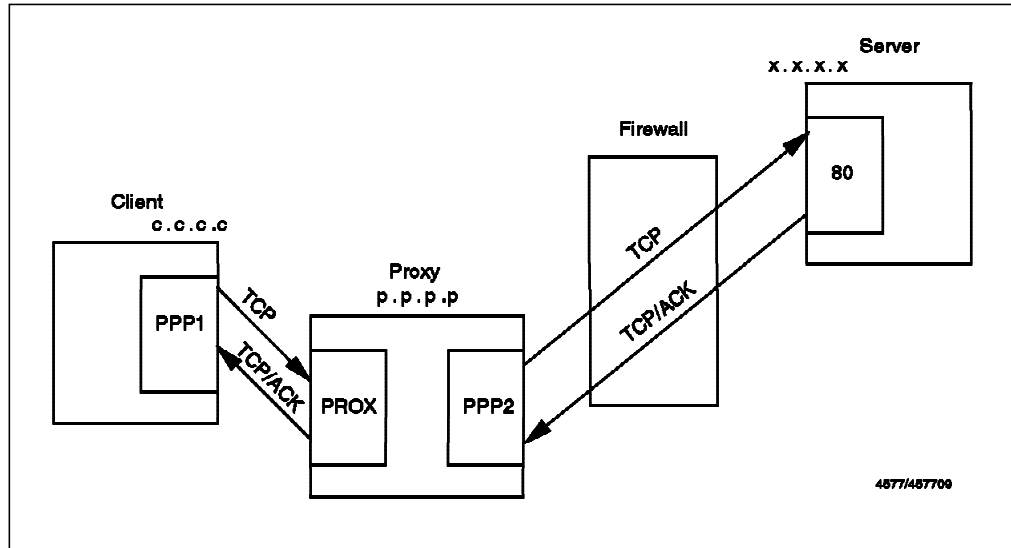 Server
x . x . x . x
Firewall
80
Client
c . c . c . c
TCP
Proxy
p . p . p . p
TCP
PPP1
TCP/ACK
TCP/ACK
PROX
PPP2
4577/457709